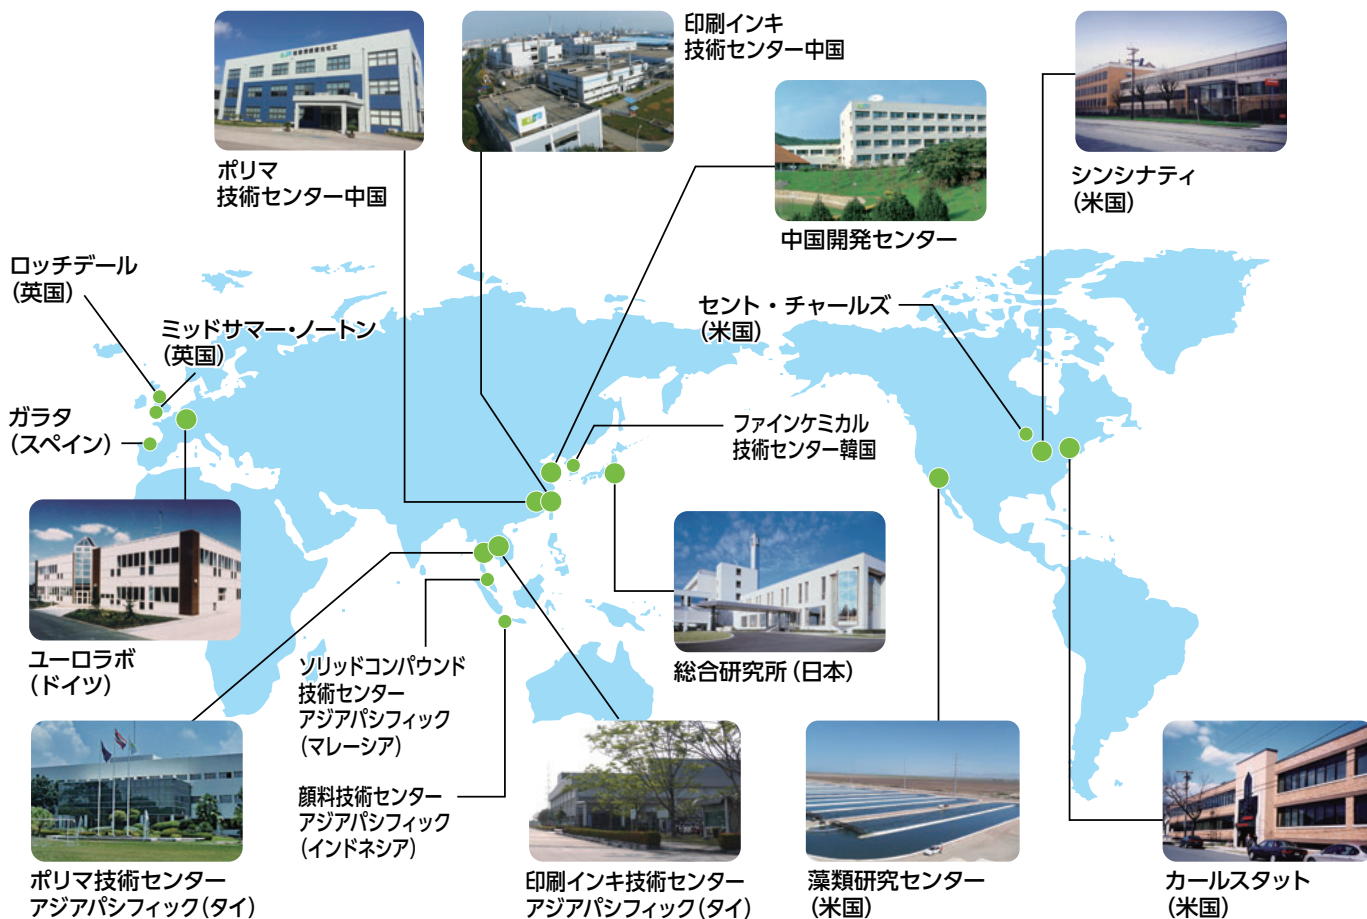 印刷インキ
技術センター中国
ポリマ
技術センター中国
中国開発センター
シンシナティ
(米国)
ロッチデール
(英国)
ミッドサマー・ノートン
(英国)
セント・チャールズ
(米国)
ガラタ
(スペイン)
ファインケミカル
技術センター韓国
ユーロラボ
(ドイツ)
ソリッドコンパウンド
技術センター
アジアパシフィック
(マレーシア)
総合研究所(日本)
顔料技術センター
アジアパシフィック
(インドネシア)
ポリマ技術センター
アジアパシフィック(タイ)
印刷インキ技術センター
アジアパシフィック(タイ)
藻類研究センター
(米国)
カールスタット
(米国)